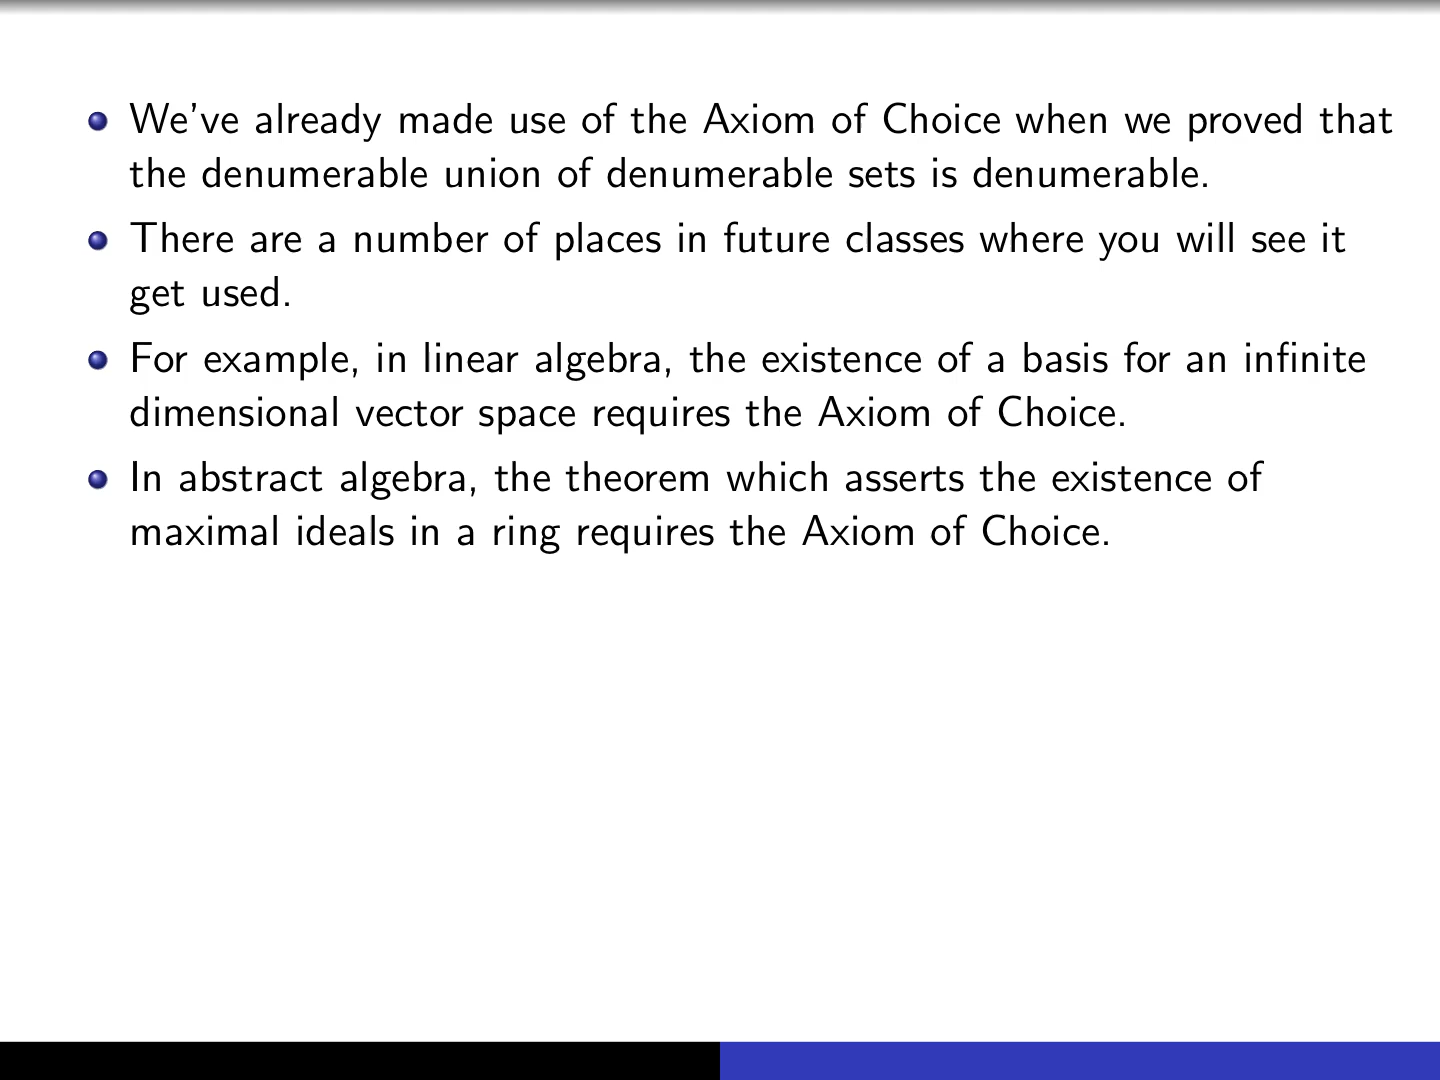 We've already made use of the Axiom of Choice when we proved that
the denumerable union of denumerable sets is denumerable.
There are a number of places in future classes where you will see it
get used.
For example, in linear algebra, the existence of a basis for an infinite
dimensional vector space requires the Axiom of Choice.
In abstract algebra, the theorem which asserts the existence of
maximal ideals in a ring requires the Axiom of Choice.